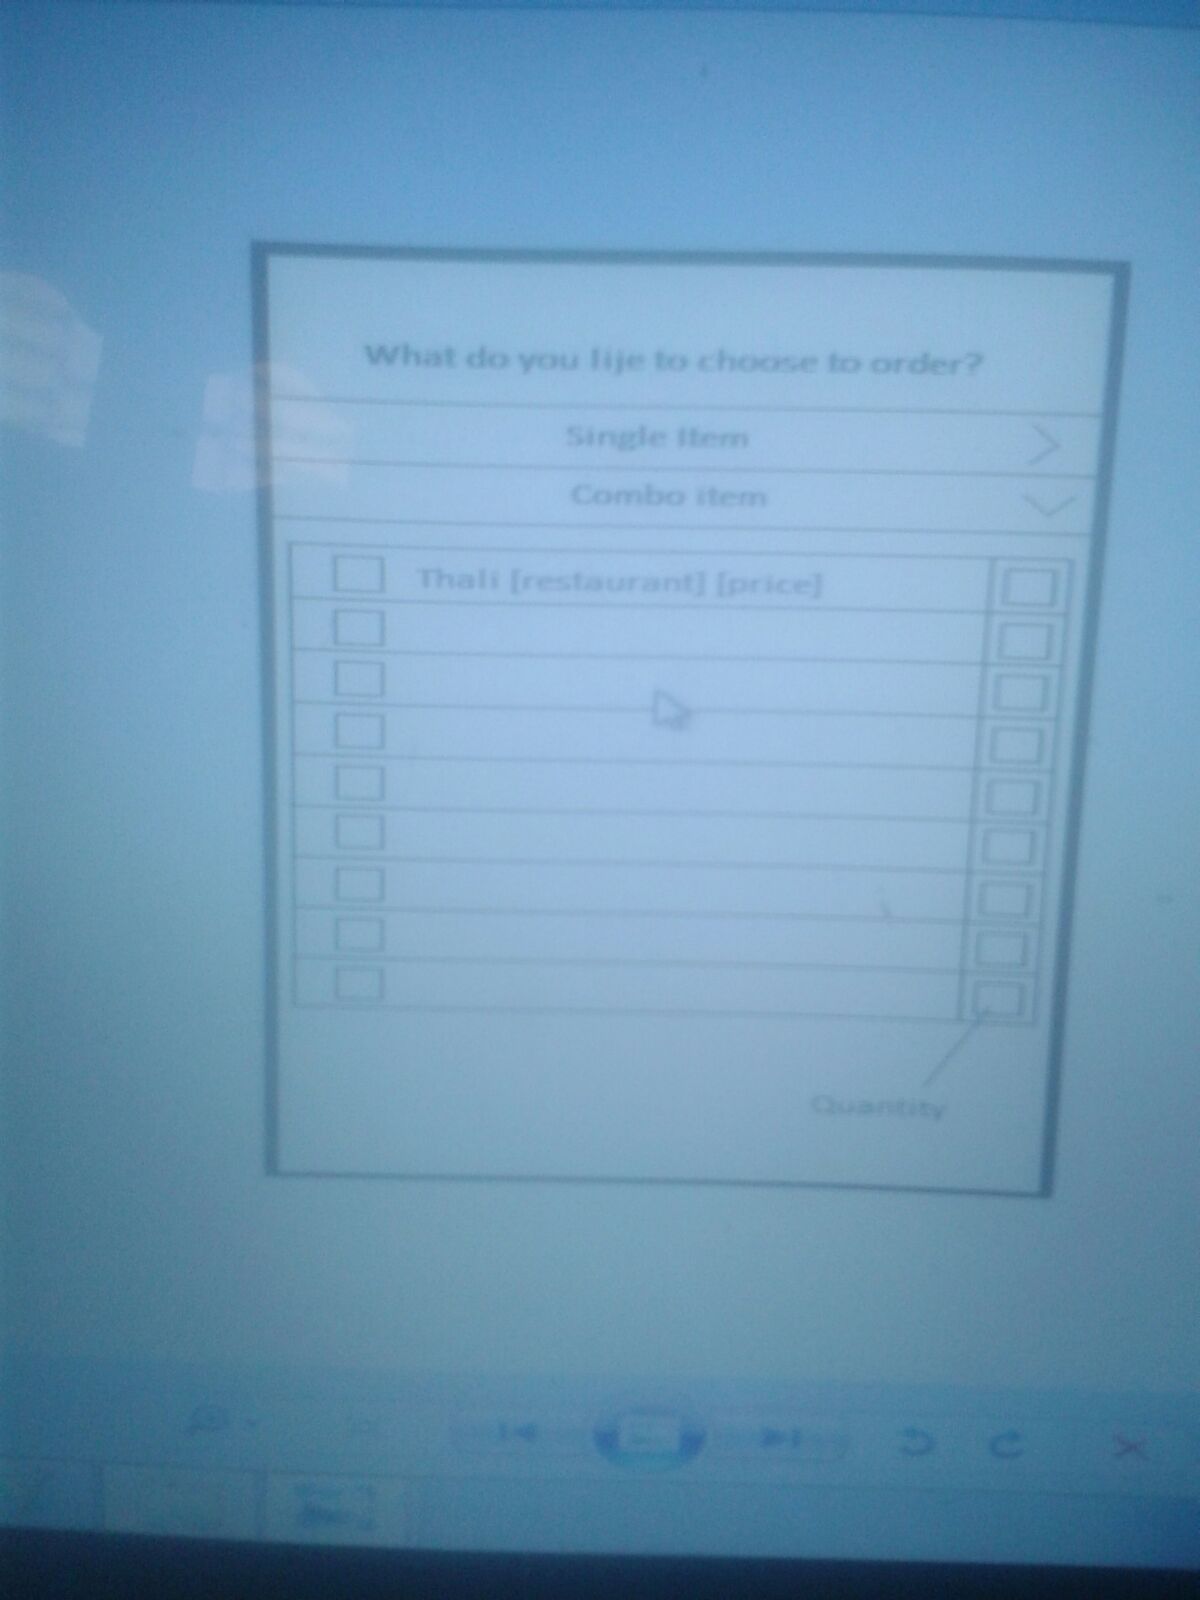 What do you lije to choose to order?
Single Item
Combo item
Thali [restaurant] [price]
Quantity